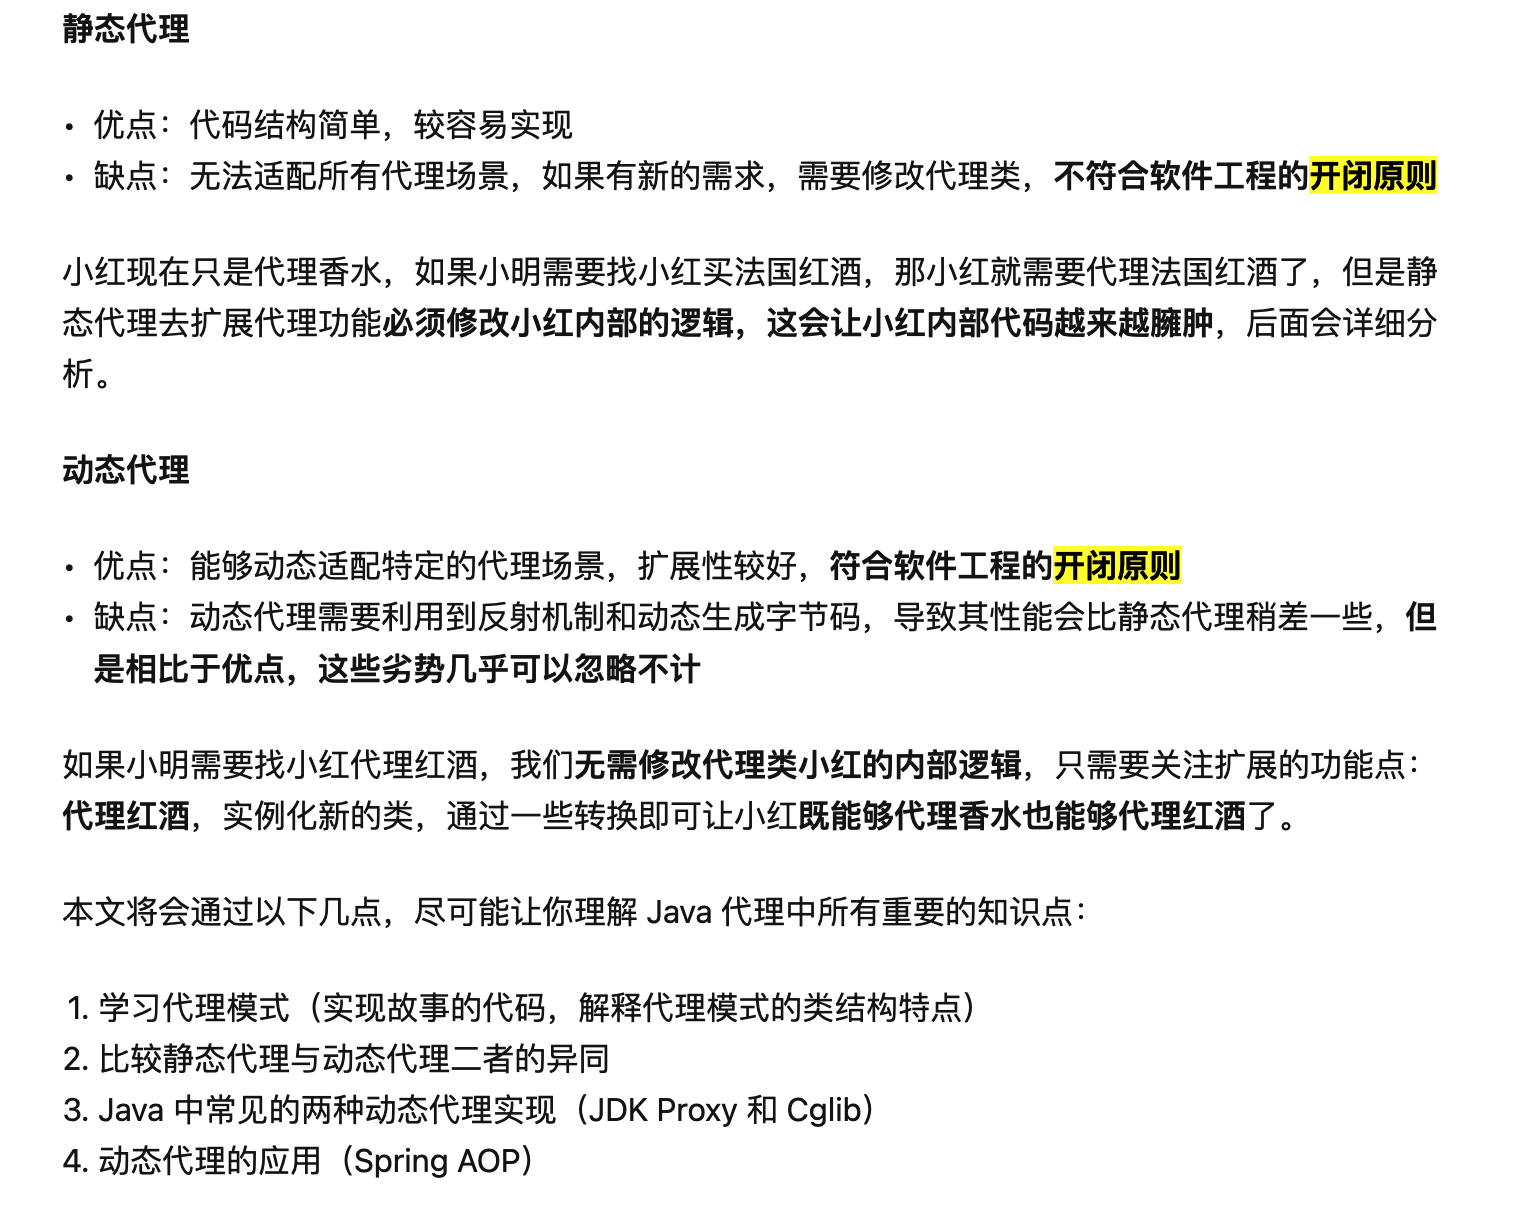 静态代理
• 优点：代码结构简单，较容易实现
• 缺点：无法适配所有代理场景，如果有新的需求，需要修改代理类，不符合软件工程的开闭原则
小红现在只是代理香水，如果小明需要找小红买法国红酒，那小红就需要代理法国红酒了，但是静
态代理去扩展代理功能必须修改小红内部的逻辑，这会让小红内部代码越来越臃肿，后面会详细分
析。
动态代理
• 优点：能够动态适配特定的代理场景，扩展性较好，符合软件工程的开闭原则
• 缺点：动态代理需要利用到反射机制和动态生成字节码，导致其性能会比静态代理稍差一些，但
是相比于优点，这些劣势几乎可以忽略不计
如果小明需要找小红代理红酒，我们无需修改代理类小红的内部逻辑，只需要关注扩展的功能点：
代理红酒，实例化新的类，通过一些转换即可让小红既能够代理香水也能够代理红酒了。
本文将会通过以下几点，尽可能让你理解 Java 代理中所有重要的知识点：
1. 学习代理模式（实现故事的代码，解释代理模式的类结构特点）
2. 比较静态代理与动态代理二者的异同
3. Java 中常见的两种动态代理实现（JDK Proxy 和 Cglib）
4. 动态代理的应用（Spring AOP）